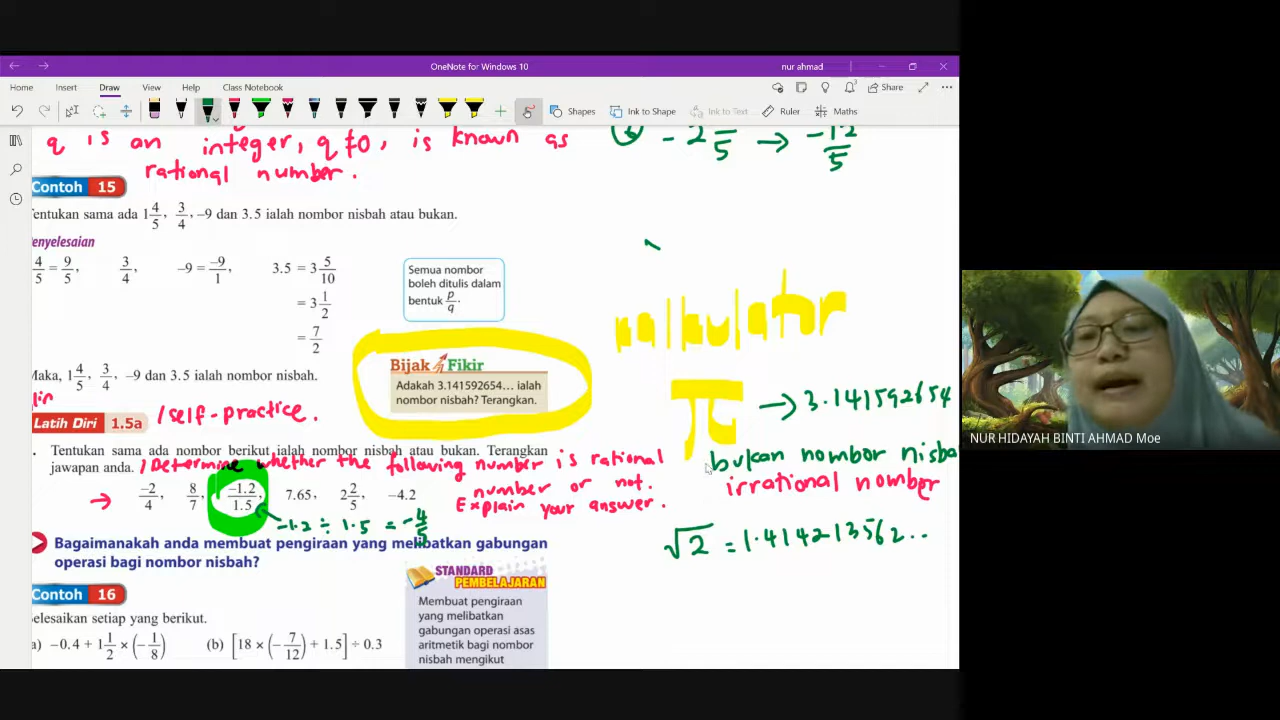 OneNote for Windows 10
nur ahmad
Home Insert Draw View Help Class Notebook
Share
Shapes Ink to Shape Ink to Text Ruler Maths
q is an integer, q≠0, is known as
rational number.
- 2 5/5 → -12/5
Contoh 15
Tentukan sama ada 1 4/5, 3/4, -9 dan 3.5 ialah nombor nisbah atau bukan.
Penyelesaian
4/5 = 9/5, 3/4, -9 = -9/1, 3.5 = 3 5/10
= 3 1/2
= 7/2
Semua nombor
boleh ditulis dalam
bentuk p/q.
kalkulator
Bijak Fikir
Adakah 3.141592654... ialah
nombor nisbah? Terangkan.
Maka, 1 4/5, 3/4, -9 dan 3.5 ialah nombor nisbah.
π → 3.141592654
bukan nombor nisba
irrational nomber
√2 = 1.414213562..
Latih Diri 1.5a /self-practice.
Tentukan sama ada nombor berikut ialah nombor nisbah atau bukan. Terangkan
jawapan anda. /Determine whether the following number is rational
number or not.
Explain your answer.
→ -2/4, 8/7, -1.2/1.5, 7.65, 2 2/5, -4.2
-1.2 ÷ 1.5 = -4/5
Bagaimanakah anda membuat pengiraan yang melibatkan gabungan
operasi bagi nombor nisbah?
STANDARD
PEMBELAJARAN
Membuat pengiraan
yang melibatkan
gabungan operasi asas
aritmetik bagi nombor
nisbah mengikut
Contoh 16
Selesaikan setiap yang berikut.
a) -0.4 + 1 1/2 × (-1/8) (b) [18 × (-7/12) + 1.5] ÷ 0.3
NUR HIDAYAH BINTI AHMAD Moe